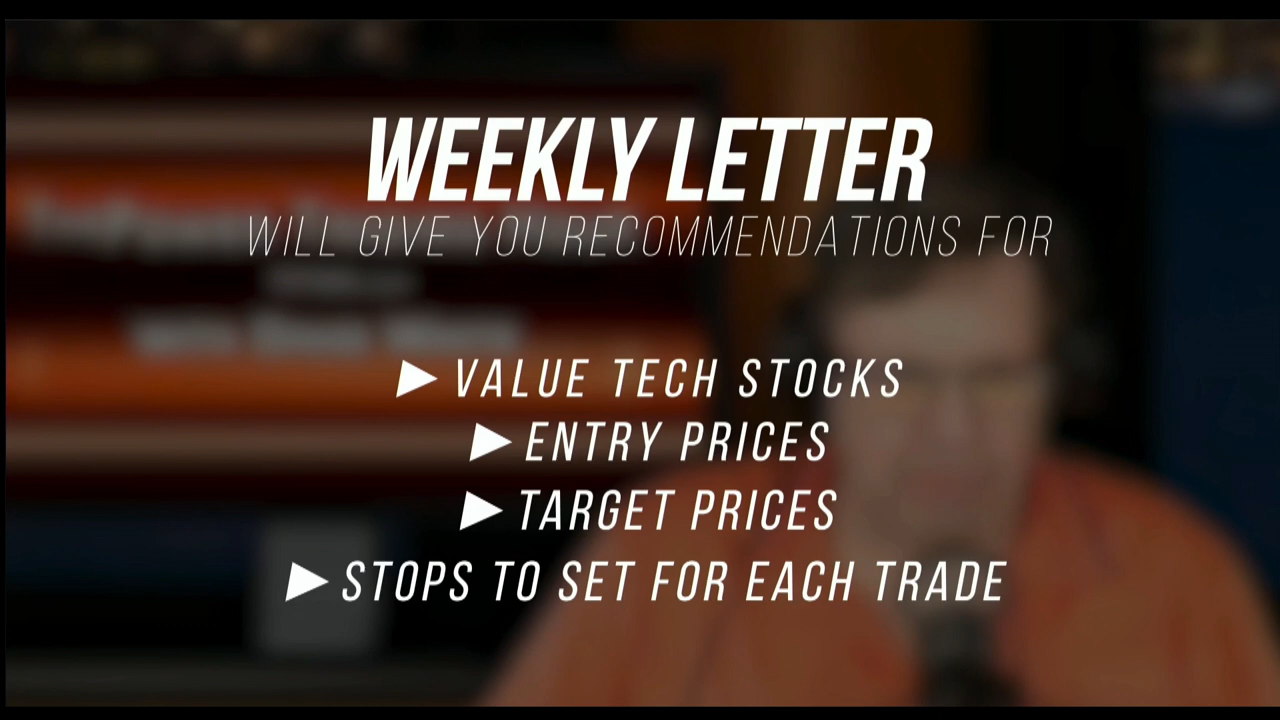 WEEKLY LETTER
WILL GIVE YOU RECOMMENDATIONS FOR
▶ VALUE TECH STOCKS
▶ ENTRY PRICES
▶ TARGET PRICES
▶ STOPS TO SET FOR EACH TRADE